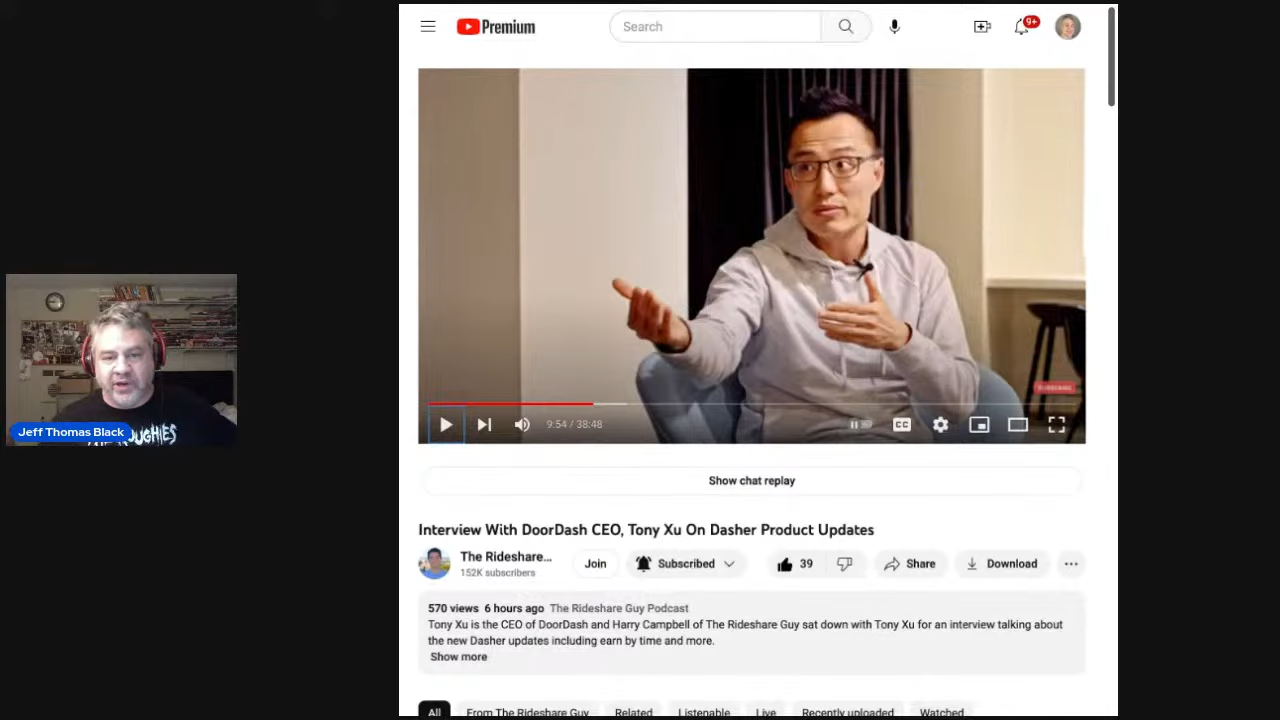 Premium
Search
9+
SUBSCRIBE
9:54 / 38:48
CC
Show chat replay
Interview With DoorDash CEO, Tony Xu On Dasher Product Updates
The Rideshare...
152K subscribers
Join
Subscribed
39
Share
Download
570 views 6 hours ago The Rideshare Guy Podcast
Tony Xu is the CEO of DoorDash and Harry Campbell of The Rideshare Guy sat down with Tony Xu for an interview talking about
the new Dasher updates including earn by time and more.
Show more
All From The Rideshare Guy Related Listenable Live Recently uploaded Watched
Jeff Thomas Black